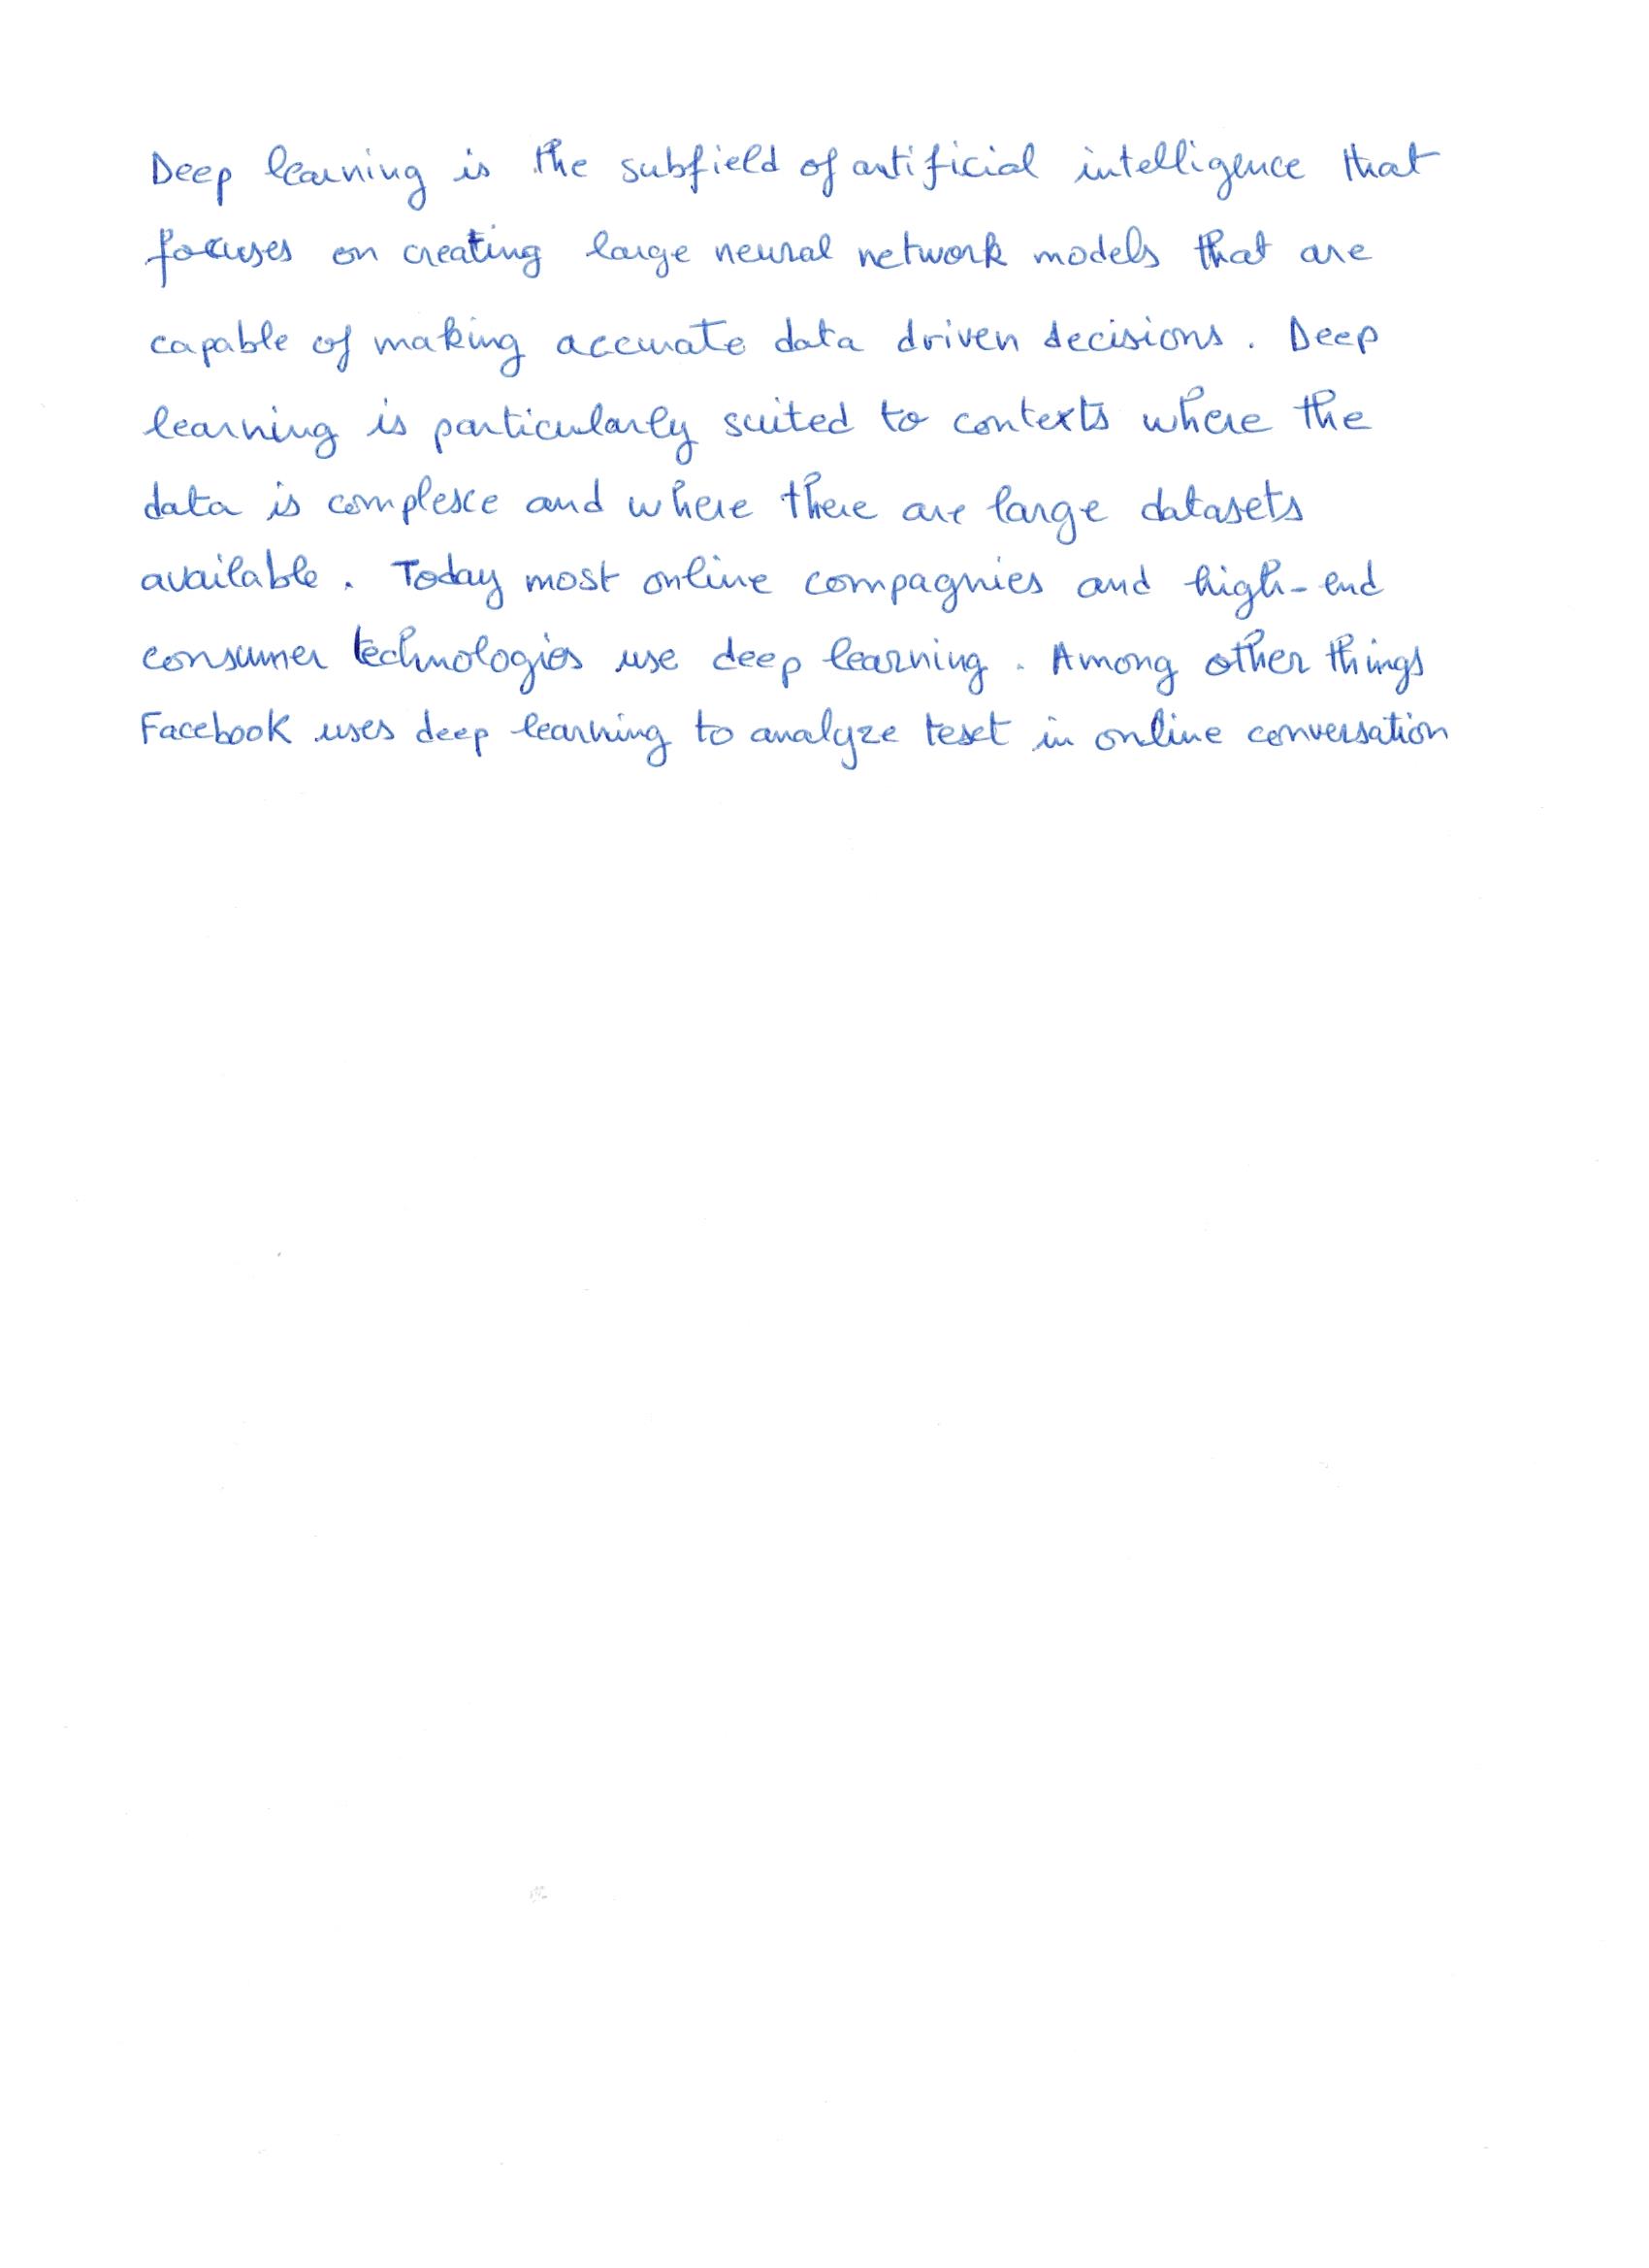 Deep learning is the subfield of artificial intelligence that
focuses on creating large neural network models that are
capable of making accurate data driven decisions. Deep
learning is particularly suited to contexts where the
data is complexe and where there are large datasets
available. Today most online compagnies and high-end
consumer technologies use deep learning. Among other things
Facebook uses deep learning to analyze text in online conversation